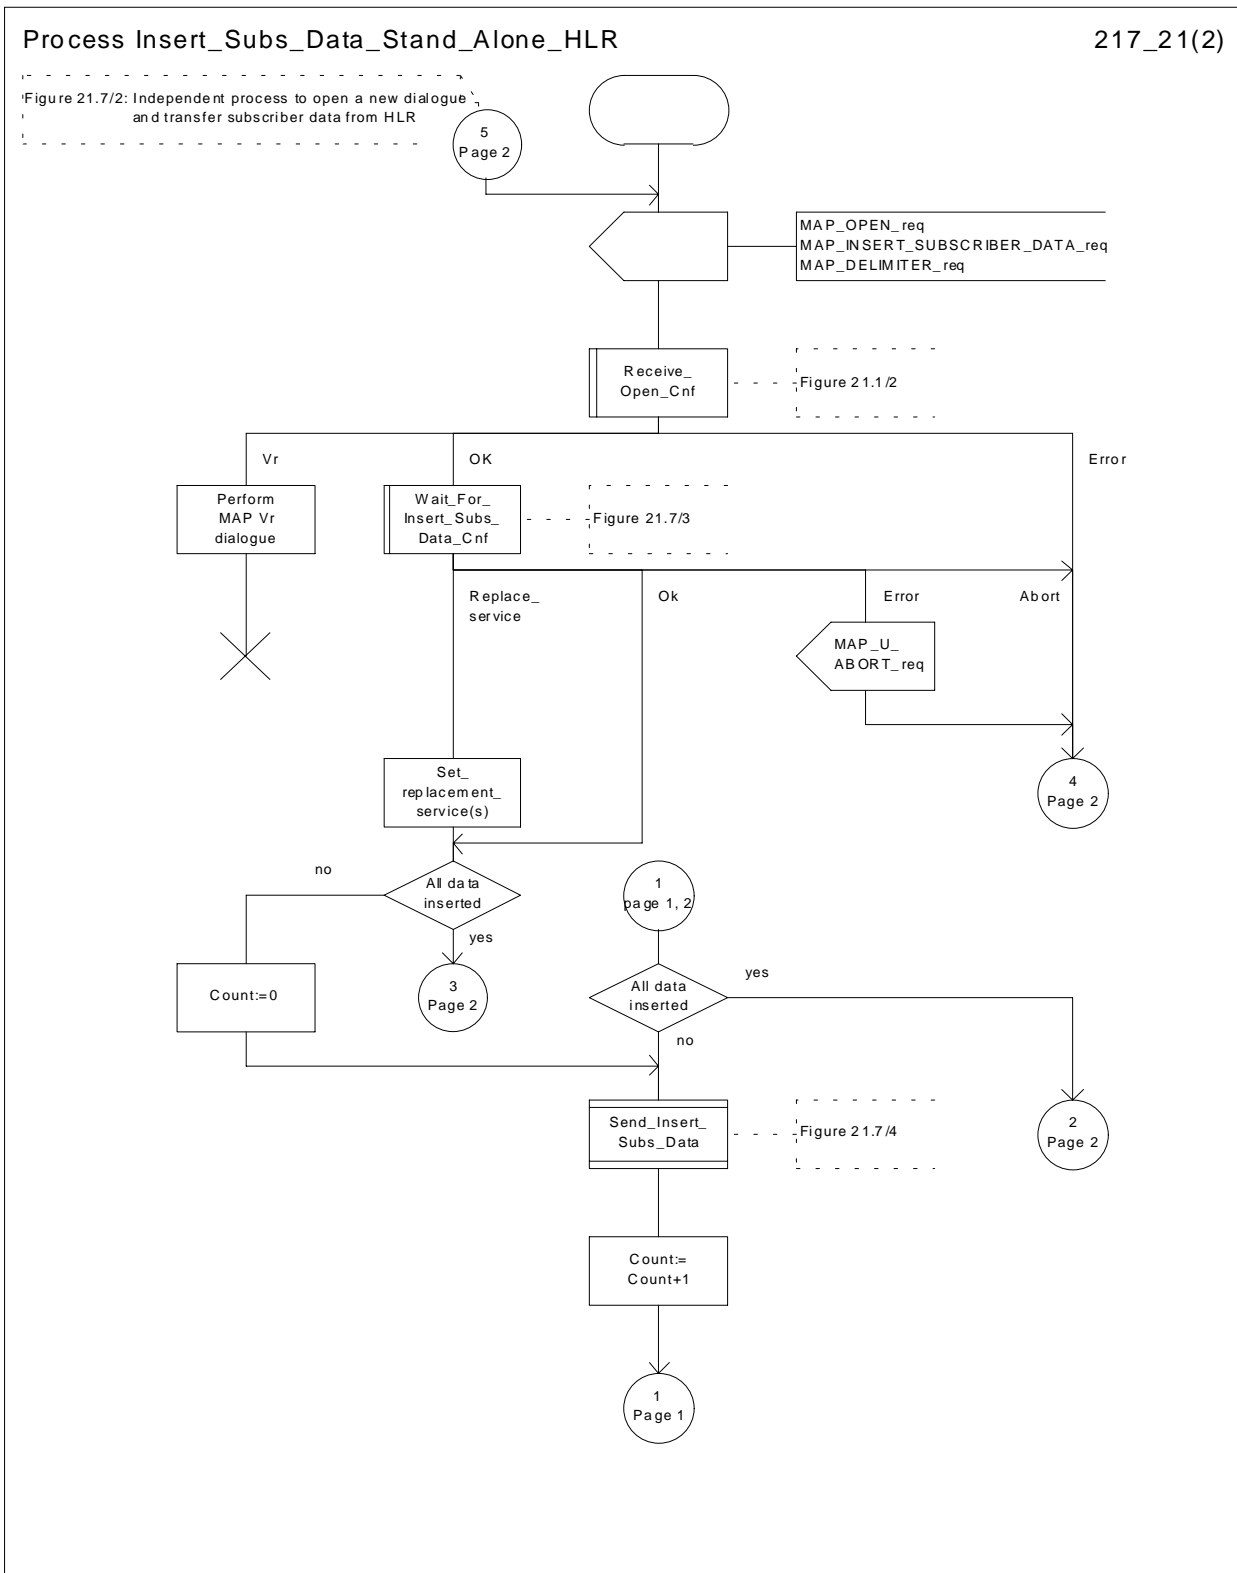 Process Insert_Subs_Data_Stand_Alone_HLR
217_21(2)
Figure 21.7/2: Independent process to open a new dialogue
and transfer subscriber data from HLR
5
Page 2
MAP_OPEN_req
MAP_INSERT_SUBSCRIBER_DATA_req
MAP_DELIMITER_req
Receive_
Open_Cnf
Figure 21.1/2
Vr
OK
Error
Perform
MAP Vr
dialogue
Wait_For_
Insert_Subs_
Data_Cnf
Figure 21.7/3
Replace_
service
Ok
Error
Abort
MAP_U_
ABORT_req
Set_
replacement_
service(s)
4
Page 2
no
All data
inserted
yes
1
page 1, 2
Count:=0
3
Page 2
All data
inserted
yes
no
Send_Insert_
Subs_Data
Figure 21.7/4
2
Page 2
Count:=
Count+1
1
Page 1